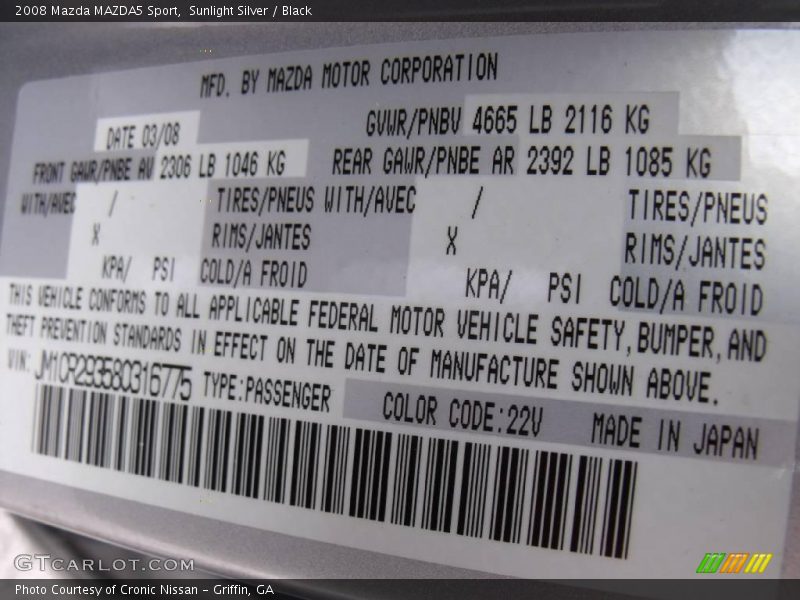 2008 Mazda MAZDA5 Sport, Sunlight Silver / Black
MFD. BY MAZDA MOTOR CORPORATION
DATE 03/08
GVWR/PNBV 4665 LB 2116 KG
FRONT GAWR/PNBE AV 2306 LB 1046 KG
REAR GAWR/PNBE AR 2392 LB 1085 KG
WITH/AVEC / TIRES/PNEUS WITH/AVEC / TIRES/PNEUS
X RIMS/JANTES X RIMS/JANTES
KPA/ PSI COLD/A FROID KPA/ PSI COLD/A FROID
THIS VEHICLE CONFORMS TO ALL APPLICABLE FEDERAL MOTOR VEHICLE SAFETY, BUMPER, AND
THEFT PREVENTION STANDARDS IN EFFECT ON THE DATE OF MANUFACTURE SHOWN ABOVE.
VIN: JM1CR293580316775 TYPE:PASSENGER COLOR CODE:22V MADE IN JAPAN
GTCARLOT.COM
Photo Courtesy of Cronic Nissan - Griffin, GA